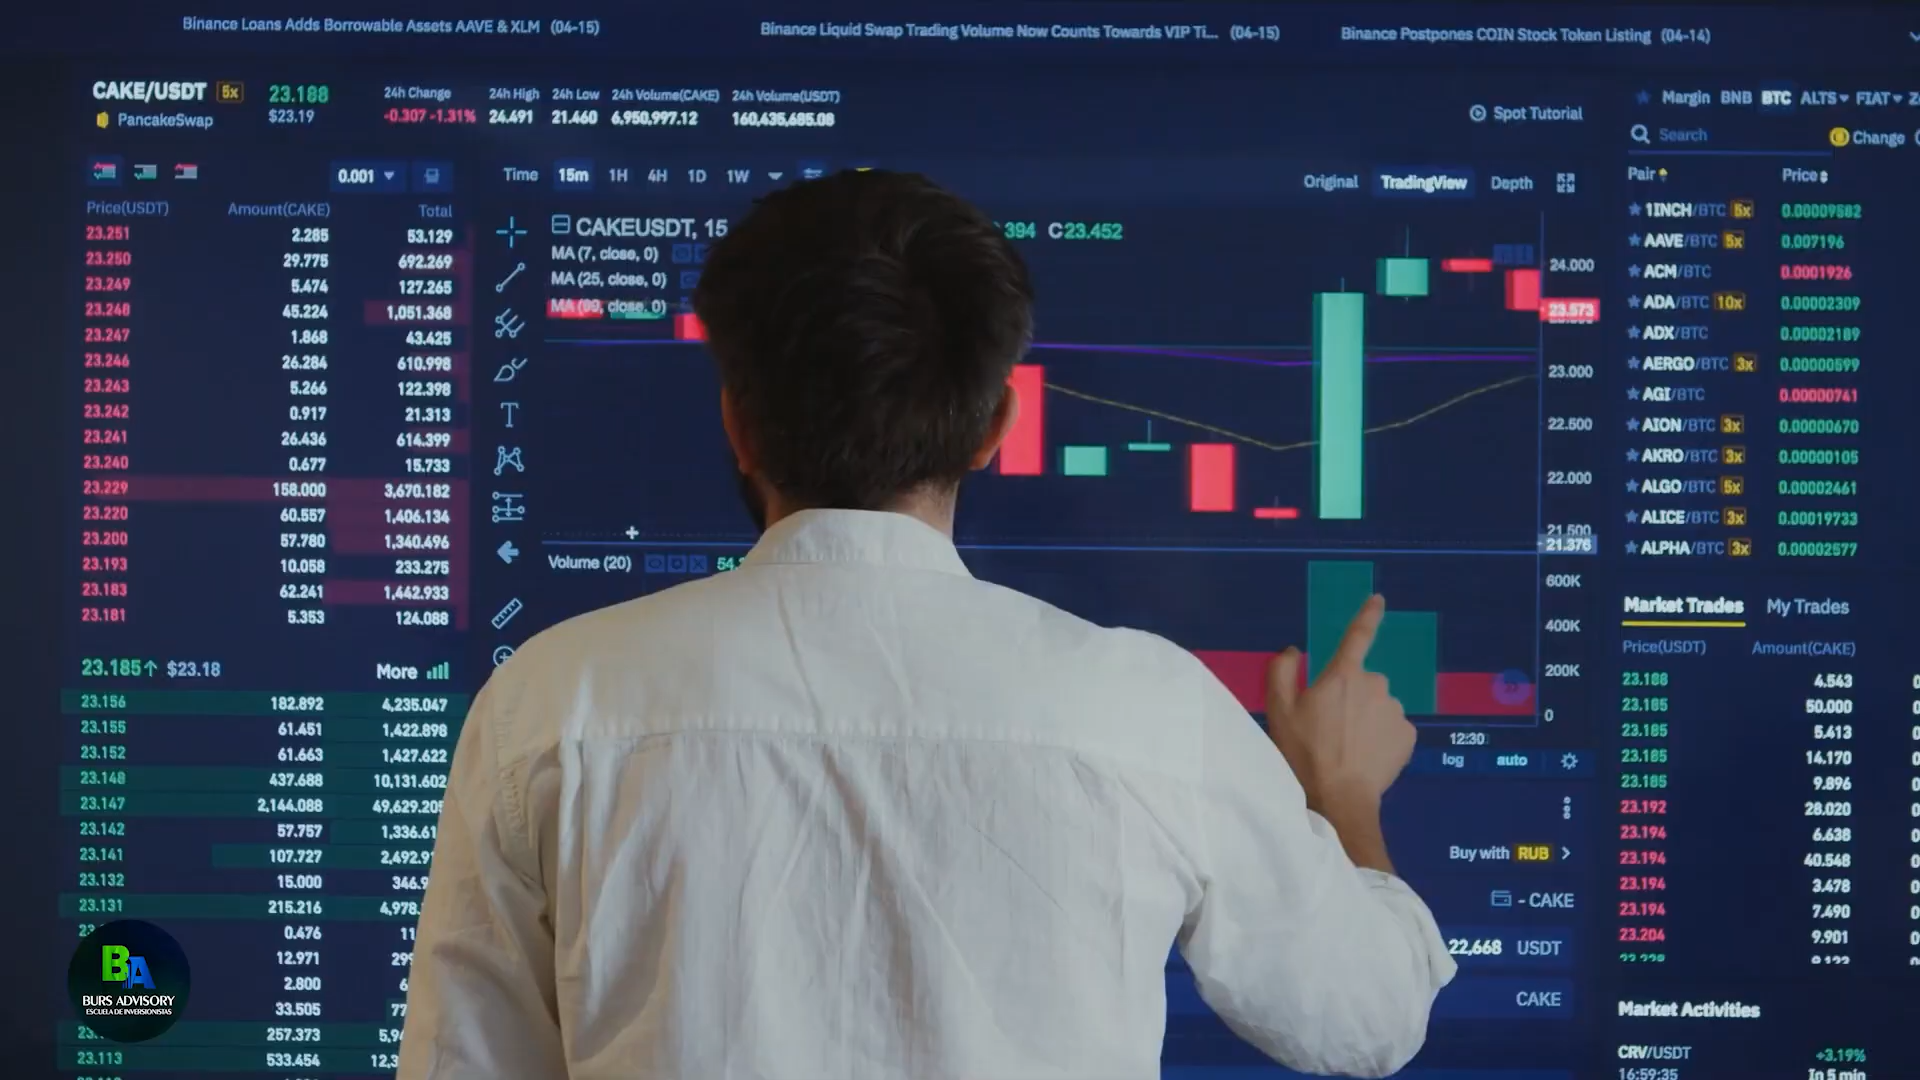 Binance Loans Adds Borrowable Assets AAVE & XLM (04-15)
Binance Liquid Swap Trading Volume Now Counts Towards VIP Ti... (04-15)
Binance Postpones COIN Stock Token Listing (04-14)
CAKE/USDT 5x 23.188
PancakeSwap $23.19
24h Change 24h High 24h Low 24h Volume(CAKE) 24h Volume(USDT)
-0.307 -1.31% 24.491 21.460 6,950,997.12 160,435,685.08
Spot Tutorial
0.001
Price(USDT) Amount(CAKE) Total
23.251 2.285 53.129
23.250 29.775 692.269
23.249 5.474 127.265
23.248 45.224 1,051.368
23.247 1.868 43.425
23.246 26.284 610.998
23.243 5.266 122.398
23.242 0.917 21.313
23.241 26.436 614.399
23.240 0.677 15.733
23.229 158.000 3,670.182
23.220 60.557 1,406.134
23.200 57.780 1,340.496
23.193 10.058 233.275
23.183 62.241 1,442.933
23.181 5.353 124.088
23.185↑ $23.18 More
23.156 182.892 4,235.047
23.155 61.451 1,422.898
23.152 61.663 1,427.622
23.148 437.688 10,131.602
23.147 2,144.088 49,629.205
23.142 57.757 1,336.61
23.141 107.727 2,492.9
23.132 15.000 346.9
23.131 215.216 4,978.
0.476
12.971
2.800
33.505
257.373
23.113 533.454
BA
BURS ADVISORY
ESCUELA DE INVERSIONISTAS
Time 15m 1H 4H 1D 1W
Original TradingView Depth
CAKEUSDT, 15
394 C23.452
MA (7, close, 0)
MA (25, close, 0)
MA (99, close, 0)
24.000
23.573
23.000
22.500
22.000
21.500
21.376
Volume (20)
600K
400K
200K
0
12:30
log auto
Buy with RUB
- CAKE
22,668 USDT
CAKE
Margin BNB BTC ALTS FIAT
Search
Change
Pair Price
1INCH/BTC 5x 0.00009582
AAVE/BTC 5x 0.007196
ACM/BTC 0.0001926
ADA/BTC 10x 0.00002309
ADX/BTC 0.00002189
AERGO/BTC 3x 0.00000599
AGI/BTC 0.00000741
AION/BTC 3x 0.00000670
AKRO/BTC 3x 0.00000105
ALGO/BTC 5x 0.00002461
ALICE/BTC 3x 0.00019733
ALPHA/BTC 3x 0.00002577
Market Trades My Trades
Price(USDT) Amount(CAKE)
23.188 4.543
23.185 50.000
23.185 5.413
23.185 14.170
23.185 9.896
23.192 28.020
23.194 6.638
23.194 40.548
23.194 3.478
23.194 7.490
23.204 9.901
Market Activities
CRV/USDT +3.19%
16:59:35 In 5 min